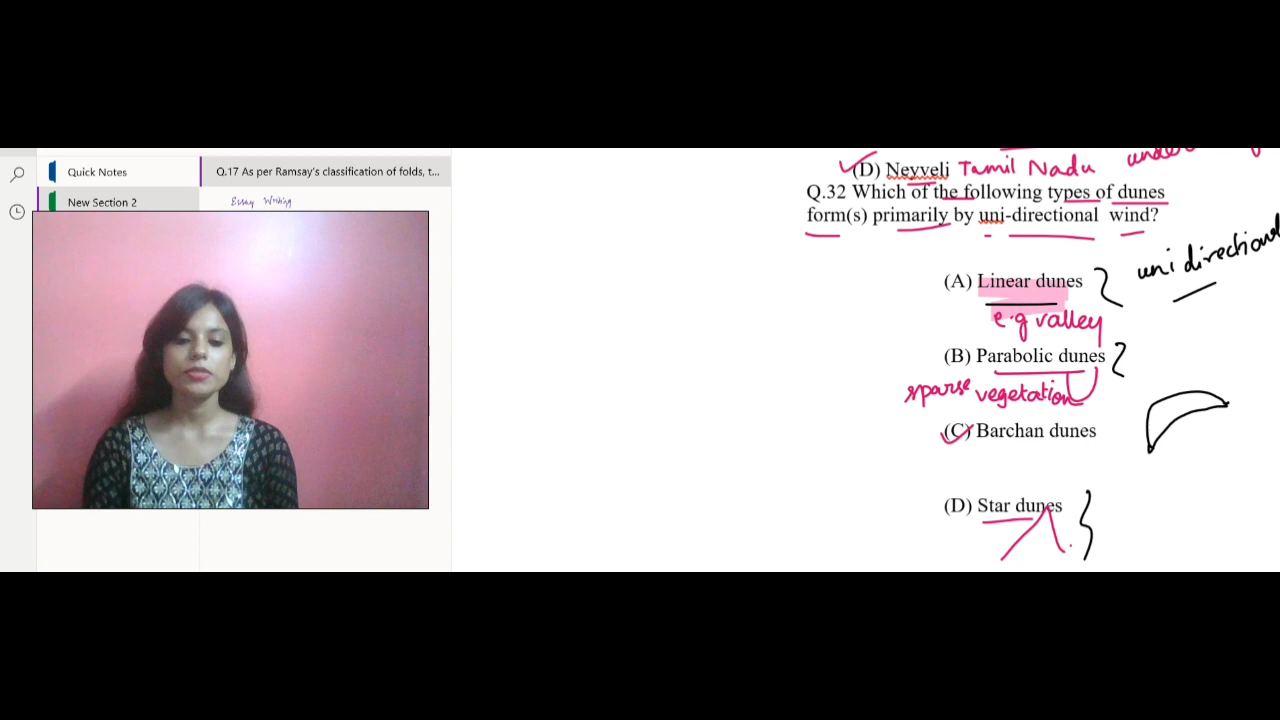 Quick Notes
Q.17 As per Ramsay's classification of folds, t...
New Section 2
Essay Writing
(D) Neyveli Tamil Nadu under
Q.32 Which of the following types of dunes
form(s) primarily by uni-directional wind?
(A) Linear dunes
unidirectional
e.g valley
(B) Parabolic dunes
sparse vegetation
(C) Barchan dunes
(D) Star dunes